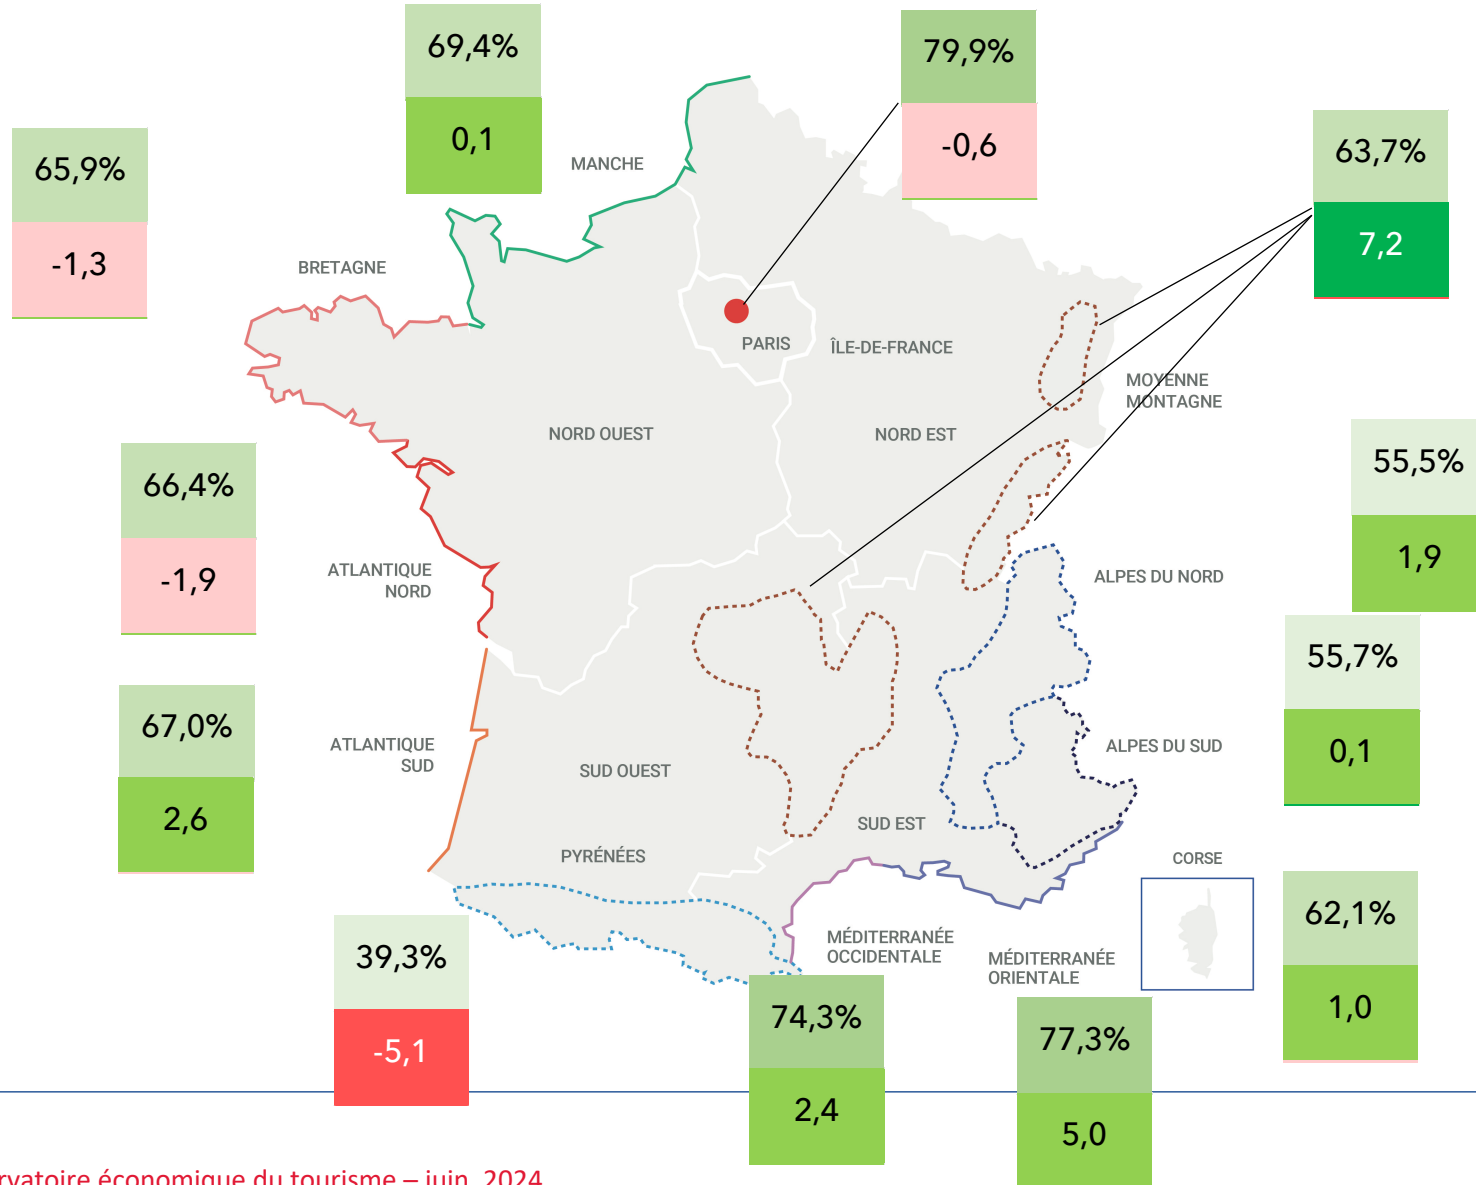 69,4%
0,1
79,9%
-0,6
63,7%
7,2
65,9%
-1,3
MANCHE
BRETAGNE
PARIS
ÎLE-DE-FRANCE
MOYENNE
MONTAGNE
NORD OUEST
NORD EST
66,4%
-1,9
55,5%
1,9
ATLANTIQUE
NORD
ALPES DU NORD
55,7%
0,1
67,0%
2,6
ATLANTIQUE
SUD
SUD OUEST
ALPES DU SUD
SUD EST
PYRÉNÉES
CORSE
62,1%
1,0
39,3%
-5,1
MÉDITERRANÉE
OCCIDENTALE
MÉDITERRANÉE
ORIENTALE
74,3%
2,4
77,3%
5,0
rvatoire économique du tourisme – juin 2024